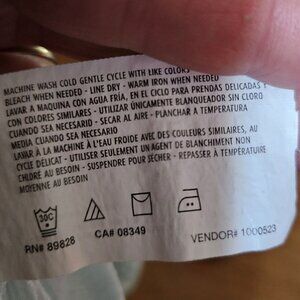 MACHINE WASH COLD GENTLE CYCLE WITH LIKE COLORS
BLEACH WHEN NEEDED - LINE DRY - WARM IRON WHEN NEEDED
LAVAR A MAQUINA CON AGUA FRÍA, EN EL CICLO PARA PRENDAS DELICADAS Y
CON COLORES SIMILARES - UTILIZAR ÚNICAMENTE BLANQUEADOR SIN CLORO
CUANDO SEA NECESARIO - SECAR AL AIRE - PLANCHAR A TEMPERATURA
MEDIA CUANDO SEA NECESARIO
LAVAR À LA MACHINE À L'EAU FROIDE AVEC DES COULEURS SIMILAIRES, AU
CYCLE DÉLICAT - UTILISER SEULEMENT UN AGENT DE BLANCHIMENT NON
CHLORÉ AU BESOIN - SUSPENDRE POUR SÉCHER - REPASSER À TEMPÉRATURE
MOYENNE AU BESOIN
30C
RN# 89828 CA# 08349 VENDOR# 1000523